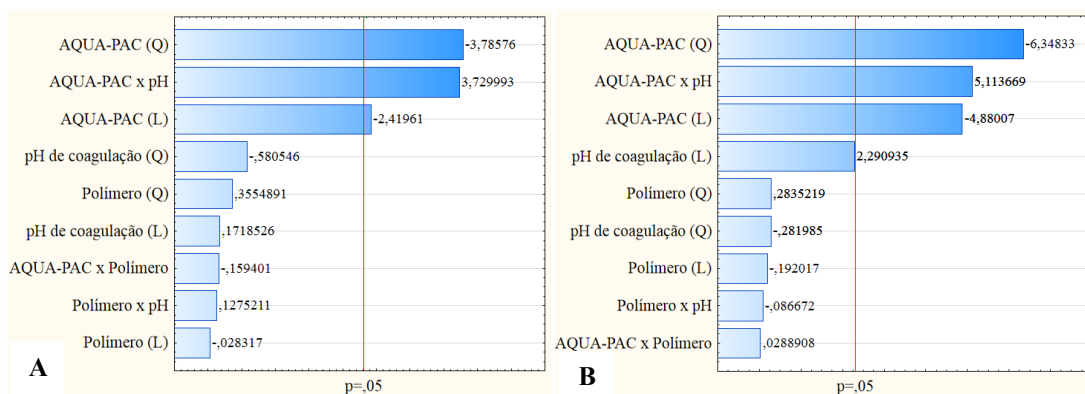 AQUA-PAC (Q)
-3,78576
AQUA-PAC x pH
3,729993
AQUA-PAC (L)
-2,41961
pH de coagulação (Q)
-,580546
Polímero (Q)
,3554891
pH de coagulação (L)
,1718526
AQUA-PAC x Polímero
-,159401
Polímero x pH
,1275211
Polímero (L)
-,028317
p=,05
A
AQUA-PAC (Q)
-6,34833
AQUA-PAC x pH
5,113669
AQUA-PAC (L)
-4,88007
pH de coagulação (L)
2,290935
Polímero (Q)
,2835219
pH de coagulação (Q)
-,281985
Polímero (L)
-,192017
Polímero x pH
-,086672
AQUA-PAC x Polímero
,0288908
p=,05
B